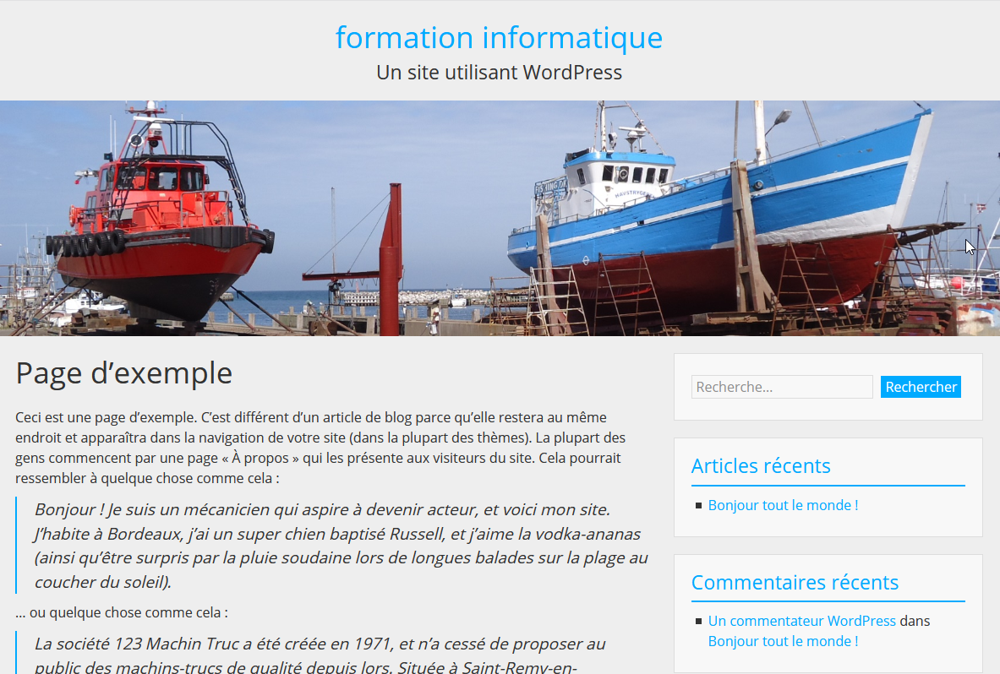 formation informatique
Un site utilisant WordPress
HAVSTRYGER
Page d’exemple
Ceci est une page d’exemple. C’est différent d’un article de blog parce qu’elle restera au même
endroit et apparaîtra dans la navigation de votre site (dans la plupart des thèmes). La plupart des
gens commencent par une page « À propos » qui les présente aux visiteurs du site. Cela pourrait
ressembler à quelque chose comme cela :
Bonjour ! Je suis un mécanicien qui aspire à devenir acteur, et voici mon site.
J’habite à Bordeaux, j’ai un super chien baptisé Russell, et j’aime la vodka-ananas
(ainsi qu’être surpris par la pluie soudaine lors de longues balades sur la plage au
coucher du soleil).
… ou quelque chose comme cela :
La société 123 Machin Truc a été créée en 1971, et n’a cessé de proposer au
public des machins-trucs de qualité depuis lors. Située à Saint-Remy-en-
Recherche…
Rechercher
Articles récents
Bonjour tout le monde !
Commentaires récents
Un commentateur WordPress dans
Bonjour tout le monde !